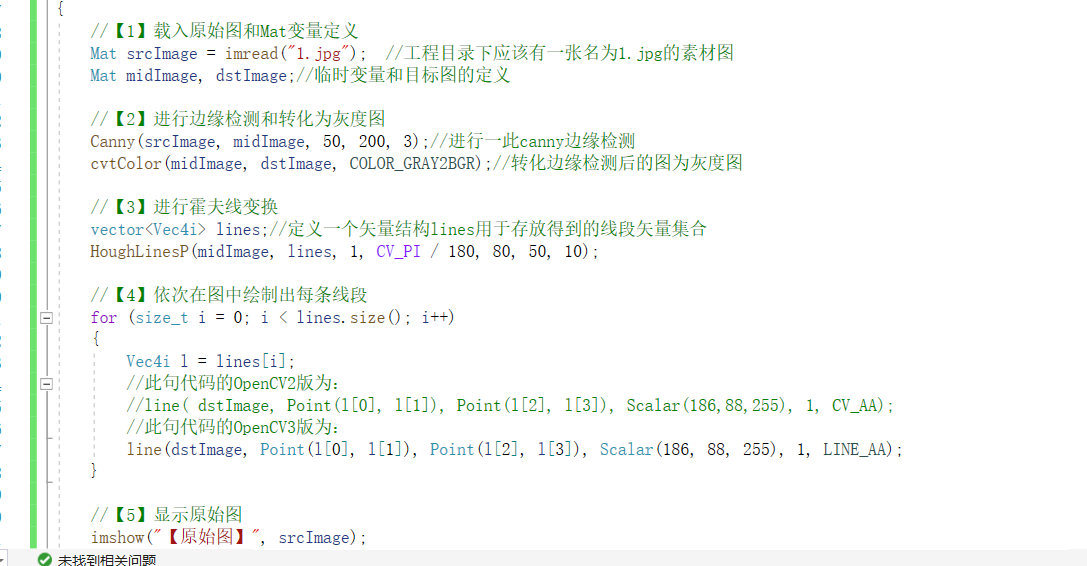 {
//【1】载入原始图和Mat变量定义
Mat srcImage = imread("1.jpg");  //工程目录下应该有一张名为1.jpg的素材图
Mat midImage, dstImage;//临时变量和目标图的定义
//【2】进行边缘检测和转化为灰度图
Canny(srcImage, midImage, 50, 200, 3);//进行一此canny边缘检测
cvtColor(midImage, dstImage, COLOR_GRAY2BGR);//转化边缘检测后的图为灰度图
//【3】进行霍夫线变换
vector<Vec4i> lines;//定义一个矢量结构lines用于存放得到的线段矢量集合
HoughLinesP(midImage, lines, 1, CV_PI / 180, 80, 50, 10);
//【4】依次在图中绘制出每条线段
for (size_t i = 0; i < lines.size(); i++)
{
Vec4i l = lines[i];
//此句代码的OpenCV2版为：
//line( dstImage, Point(l[0], l[1]), Point(l[2], l[3]), Scalar(186,88,255), 1, CV_AA);
//此句代码的OpenCV3版为：
line(dstImage, Point(l[0], l[1]), Point(l[2], l[3]), Scalar(186, 88, 255), 1, LINE_AA);
}
//【5】显示原始图
imshow("【原始图】", srcImage);
未找到相关问题